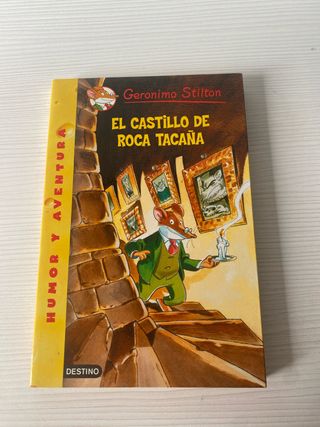 Geronimo Stilton
EL CASTILLO DE
ROCA TACAÑA
HUMOR Y AVENTURA
DESTINO